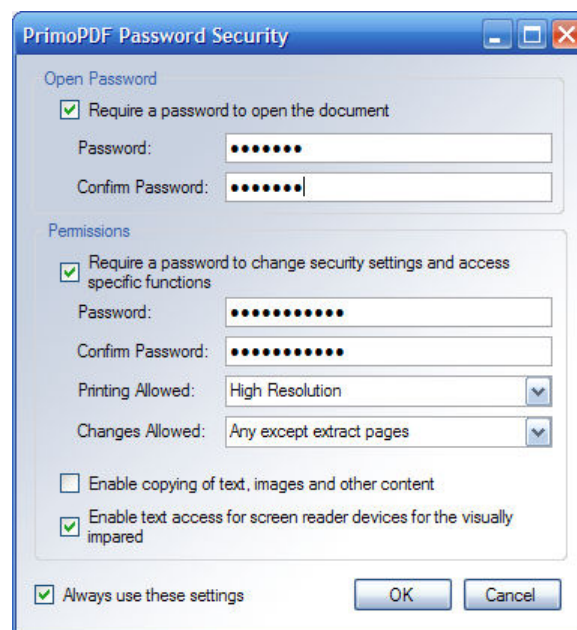 PrimoPDF Password Security
Open Password
Require a password to open the document
Password: •••••••
Confirm Password: •••••••
Permissions
Require a password to change security settings and access
specific functions
Password: •••••••••••
Confirm Password: •••••••••••
Printing Allowed: High Resolution
Changes Allowed: Any except extract pages
Enable copying of text, images and other content
Enable text access for screen reader devices for the visually
impared
Always use these settings OK Cancel